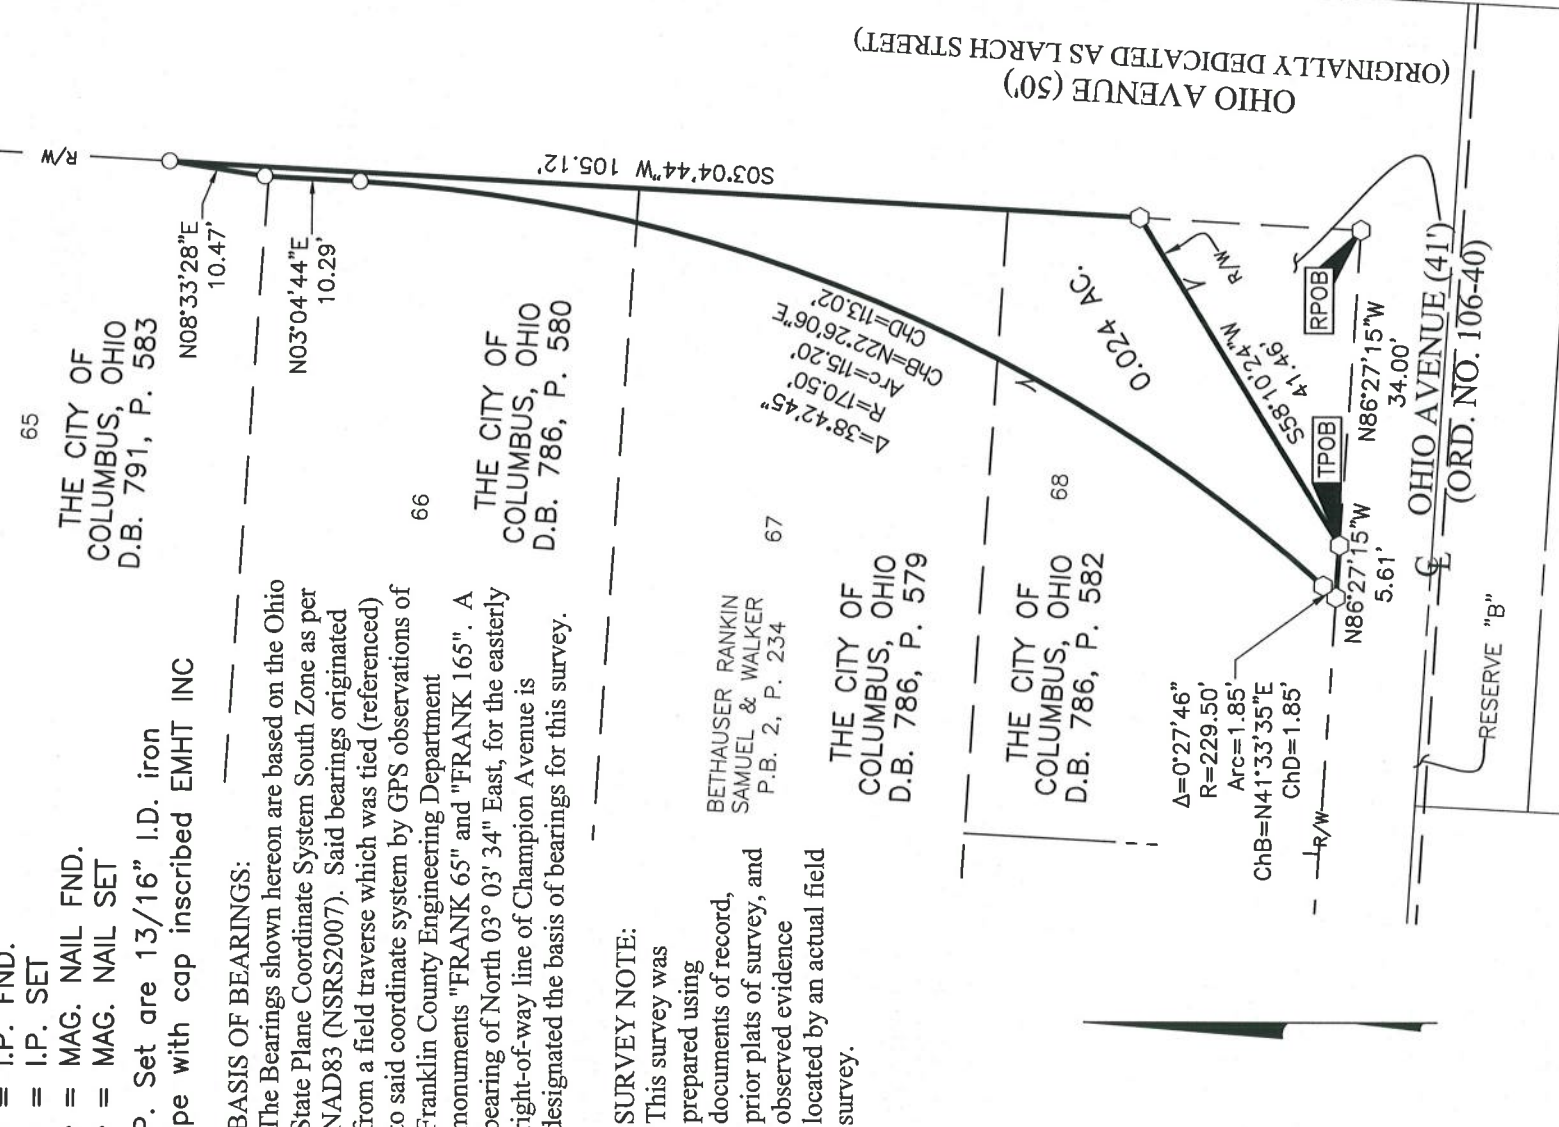 = I.P. FND.
= I.P. SET
= MAG. NAIL FND.
= MAG. NAIL SET
P. Set are 13/16" I.D. iron
pe with cap inscribed EMHT INC
BASIS OF BEARINGS:
The Bearings shown hereon are based on the Ohio
State Plane Coordinate System South Zone as per
NAD83 (NSRS2007). Said bearings originated
from a field traverse which was tied (referenced)
to said coordinate system by GPS observations of
Franklin County Engineering Department
monuments "FRANK 65" and "FRANK 165". A
bearing of North 03° 03' 34" East, for the easterly
right-of-way line of Champion Avenue is
designated the basis of bearings for this survey.
SURVEY NOTE:
This survey was
prepared using
documents of record,
prior plats of survey, and
observed evidence
located by an actual field
survey.
65
THE CITY OF
COLUMBUS, OHIO
D.B. 791, P. 583
R/W
N08°33'28"E
10.47'
N03°04'44"E
10.29'
66
THE CITY OF
COLUMBUS, OHIO
D.B. 786, P. 580
S03°04'44"W 105.12'
OHIO AVENUE (50')
(ORIGINALLY DEDICATED AS LARCH STREET)
67
BETHAUSER RANKIN
SAMUEL & WALKER
P.B. 2, P. 234
THE CITY OF
COLUMBUS, OHIO
D.B. 786, P. 579
Δ=38°42'45"
R=170.50'
Arc=115.20'
ChB=N22°26'06"E
ChD=113.02'
0.024 AC.
68
THE CITY OF
COLUMBUS, OHIO
D.B. 786, P. 582
R/W
S58°10'24"W
41.46'
RPOB
TPOB
N86°27'15"W
34.00'
N86°27'15"W
5.61'
Δ=0°27'46"
R=229.50'
Arc=1.85'
ChB=N41°33'35"E
ChD=1.85'
R/W
℄ OHIO AVENUE (41')
(ORD. NO. 106-40)
RESERVE "B"